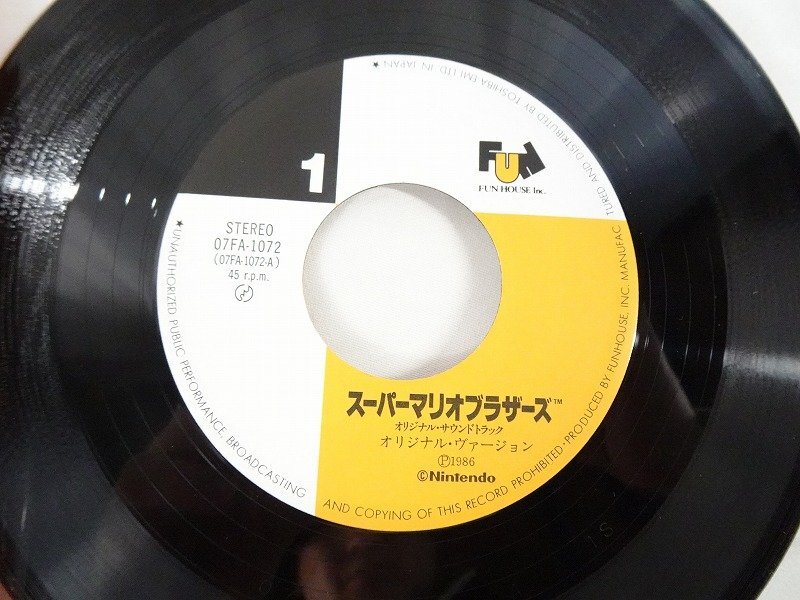 1
FUN
FUN HOUSE Inc.
STEREO
07FA-1072
(07FA-1072-A)
45 r.p.m.
スーパーマリオブラザーズ™
オリジナル・サウンドトラック
オリジナル・ヴァージョン
Ⓟ1986
©Nintendo
★UNAUTHORIZED PUBLIC PERFORMANCE, BROADCASTING AND COPYING OF THIS RECORD PROHIBITED・PRODUCED BY FUNHOUSE, INC. MANUFACTURED AND DISTRIBUTED BY TOSHIBA-EMI LTD. IN JAPAN★